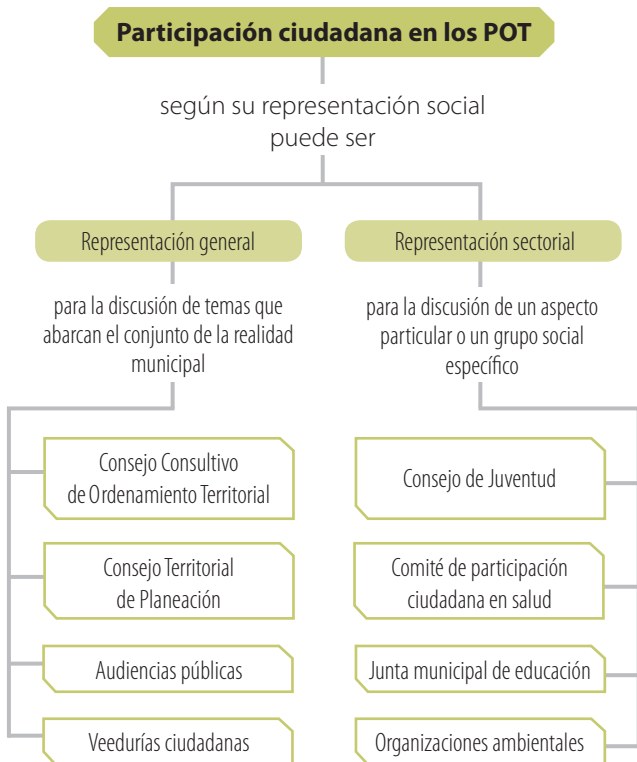 Participación ciudadana en los POT
según su representación social
puede ser
Representación general
para la discusión de temas que
abarcan el conjunto de la realidad
municipal
Consejo Consultivo
de Ordenamiento Territorial
Consejo Territorial
de Planeación
Audiencias públicas
Veedurías ciudadanas
Representación sectorial
para la discusión de un aspecto
particular o un grupo social
específico
Consejo de Juventud
Comité de participación
ciudadana en salud
Junta municipal de educación
Organizaciones ambientales